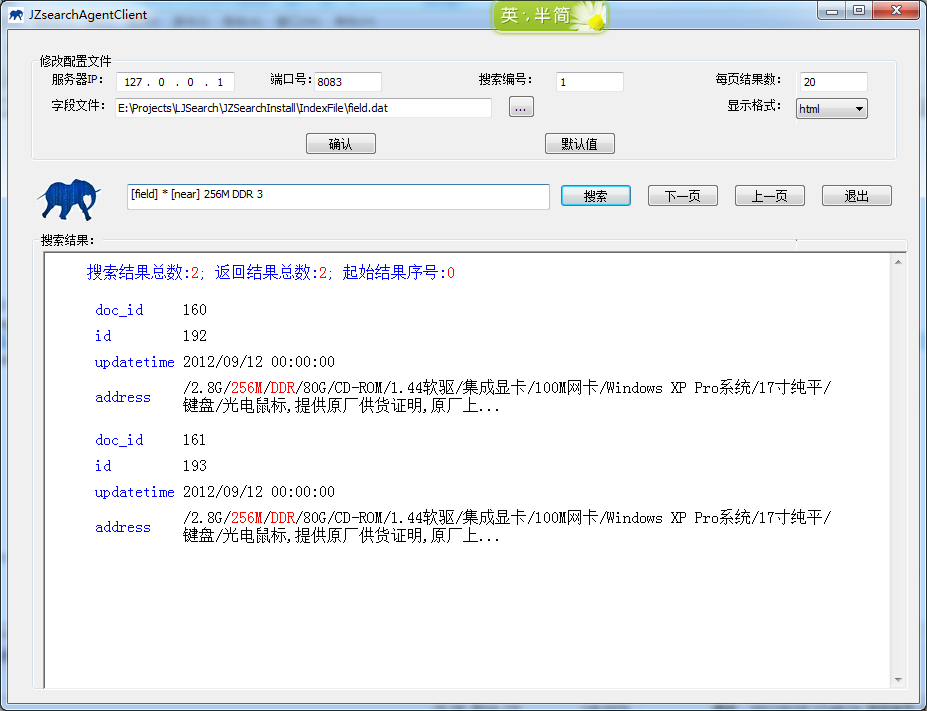 JZsearchAgentClient
英·,半简
修改配置文件
服务器IP: 127 . 0 . 0 . 1 端口号: 8083 搜索编号: 1 每页结果数: 20
字段文件: E:\Projects\LJSearch\JZSearchInstall\IndexFile\field.dat ... 显示格式: html
确认 默认值
[field] * [near] 256M DDR 3 搜索 下一页 上一页 退出
搜索结果:
搜索结果总数:2; 返回结果总数:2; 起始结果序号:0
doc_id 160
id 192
updatetime 2012/09/12 00:00:00
address /2.8G/256M/DDR/80G/CD-ROM/1.44软驱/集成显卡/100M网卡/Windows XP Pro系统/17寸纯平/
键盘/光电鼠标,提供原厂供货证明,原厂上...
doc_id 161
id 193
updatetime 2012/09/12 00:00:00
address /2.8G/256M/DDR/80G/CD-ROM/1.44软驱/集成显卡/100M网卡/Windows XP Pro系统/17寸纯平/
键盘/光电鼠标,提供原厂供货证明,原厂上...